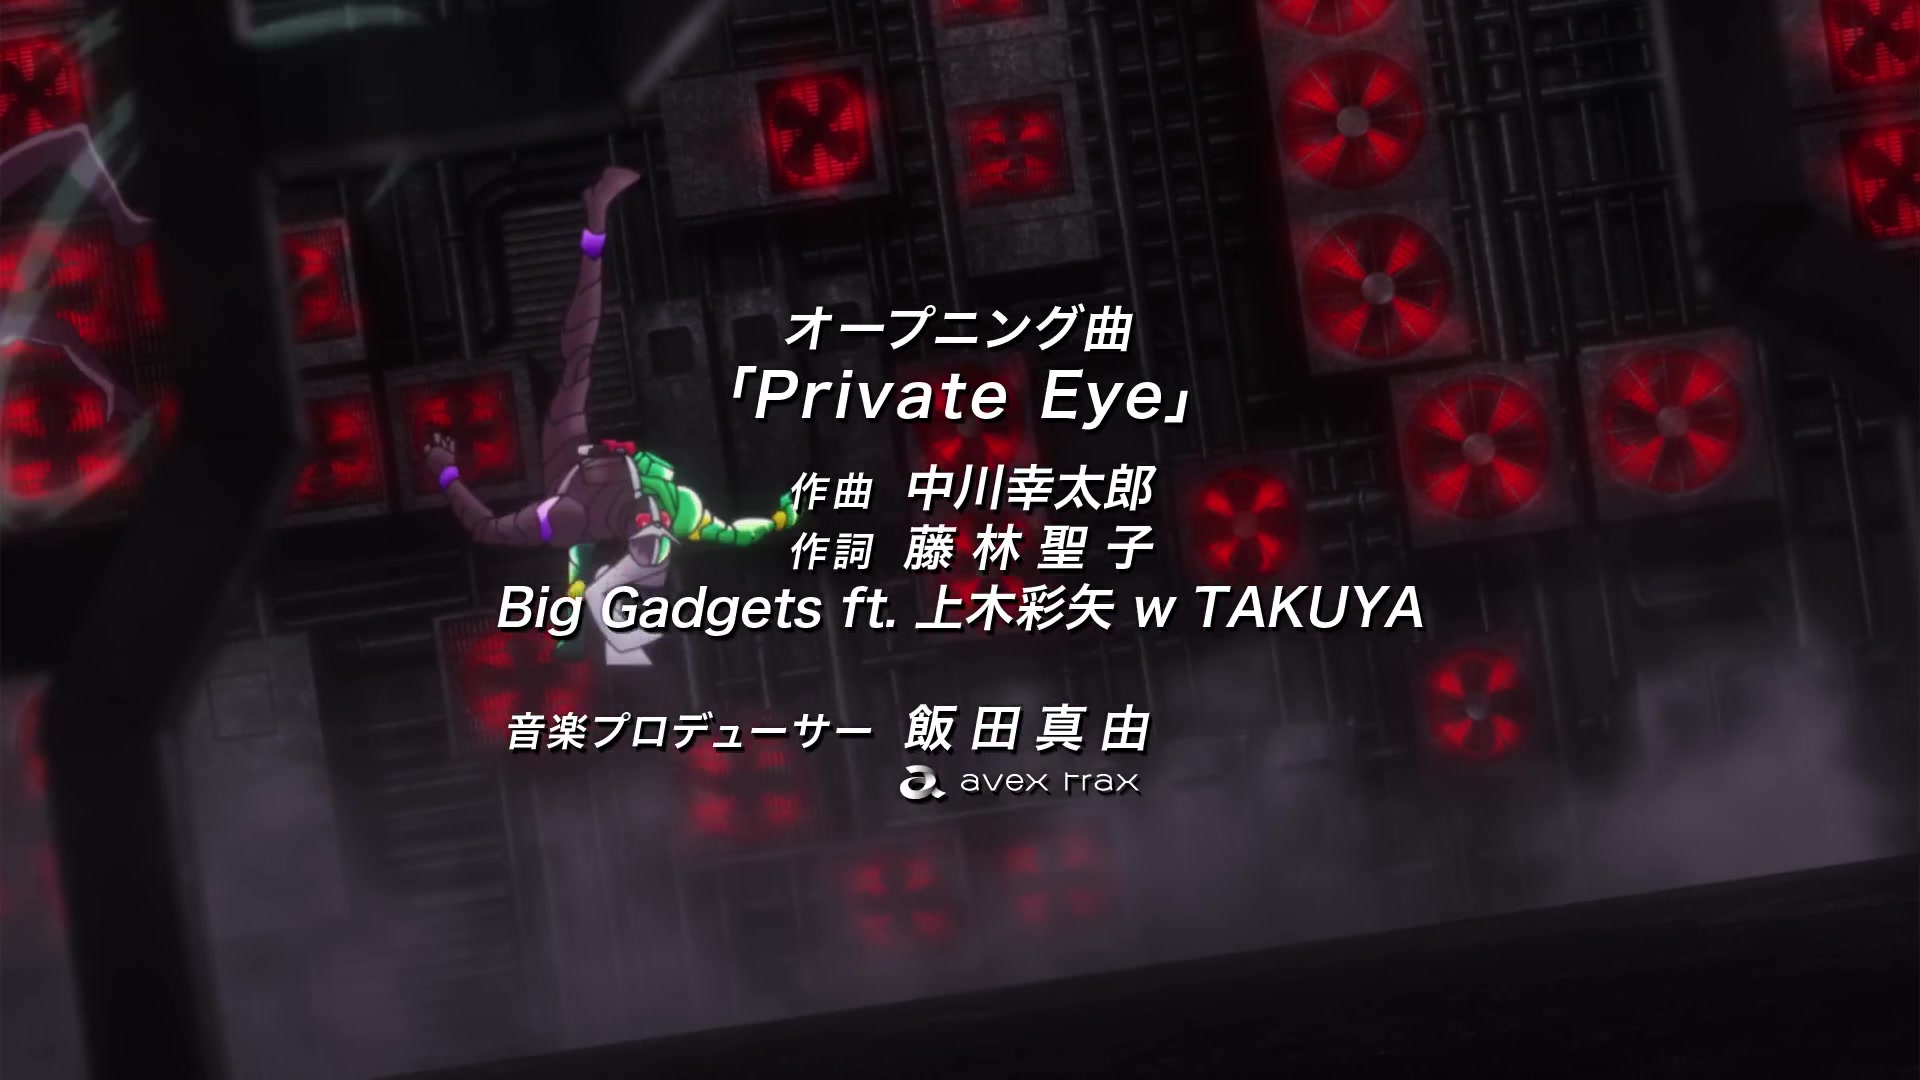 オープニング曲
「Private Eye」
作曲 中川幸太郎
作詞 藤林聖子
Big Gadgets ft. 上木彩矢 w TAKUYA
音楽プロデューサー 飯田真由
avex trax